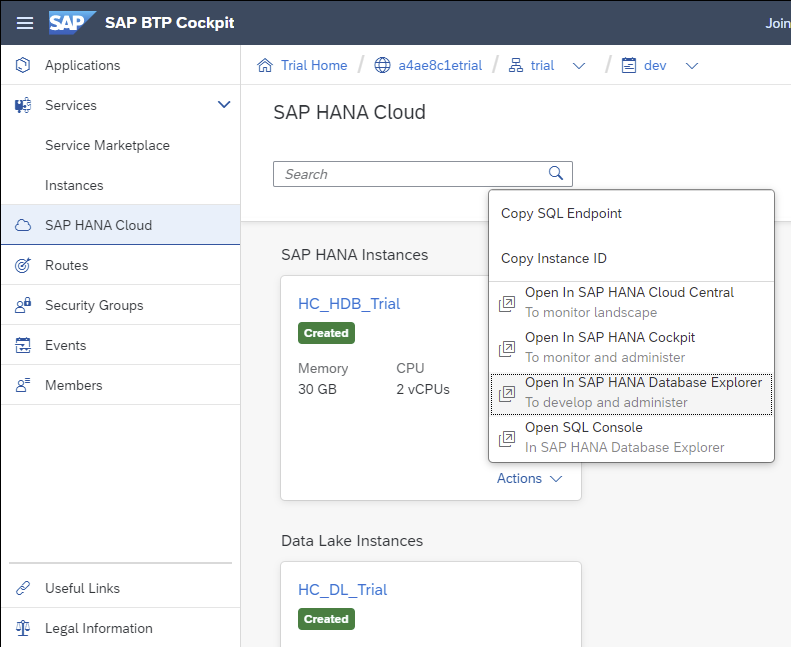 SAP SAP BTP Cockpit
Join
Applications
Services
Service Marketplace
Instances
SAP HANA Cloud
Routes
Security Groups
Events
Members
Useful Links
Legal Information
Trial Home / a4ae8c1etrial / trial / dev
SAP HANA Cloud
Search
Copy SQL Endpoint
Copy Instance ID
Open In SAP HANA Cloud Central
To monitor landscape
Open In SAP HANA Cockpit
To monitor and administer
Open In SAP HANA Database Explorer
To develop and administer
Open SQL Console
In SAP HANA Database Explorer
SAP HANA Instances
HC_HDB_Trial
Created
Memory CPU
30 GB 2 vCPUs
Actions
Data Lake Instances
HC_DL_Trial
Created